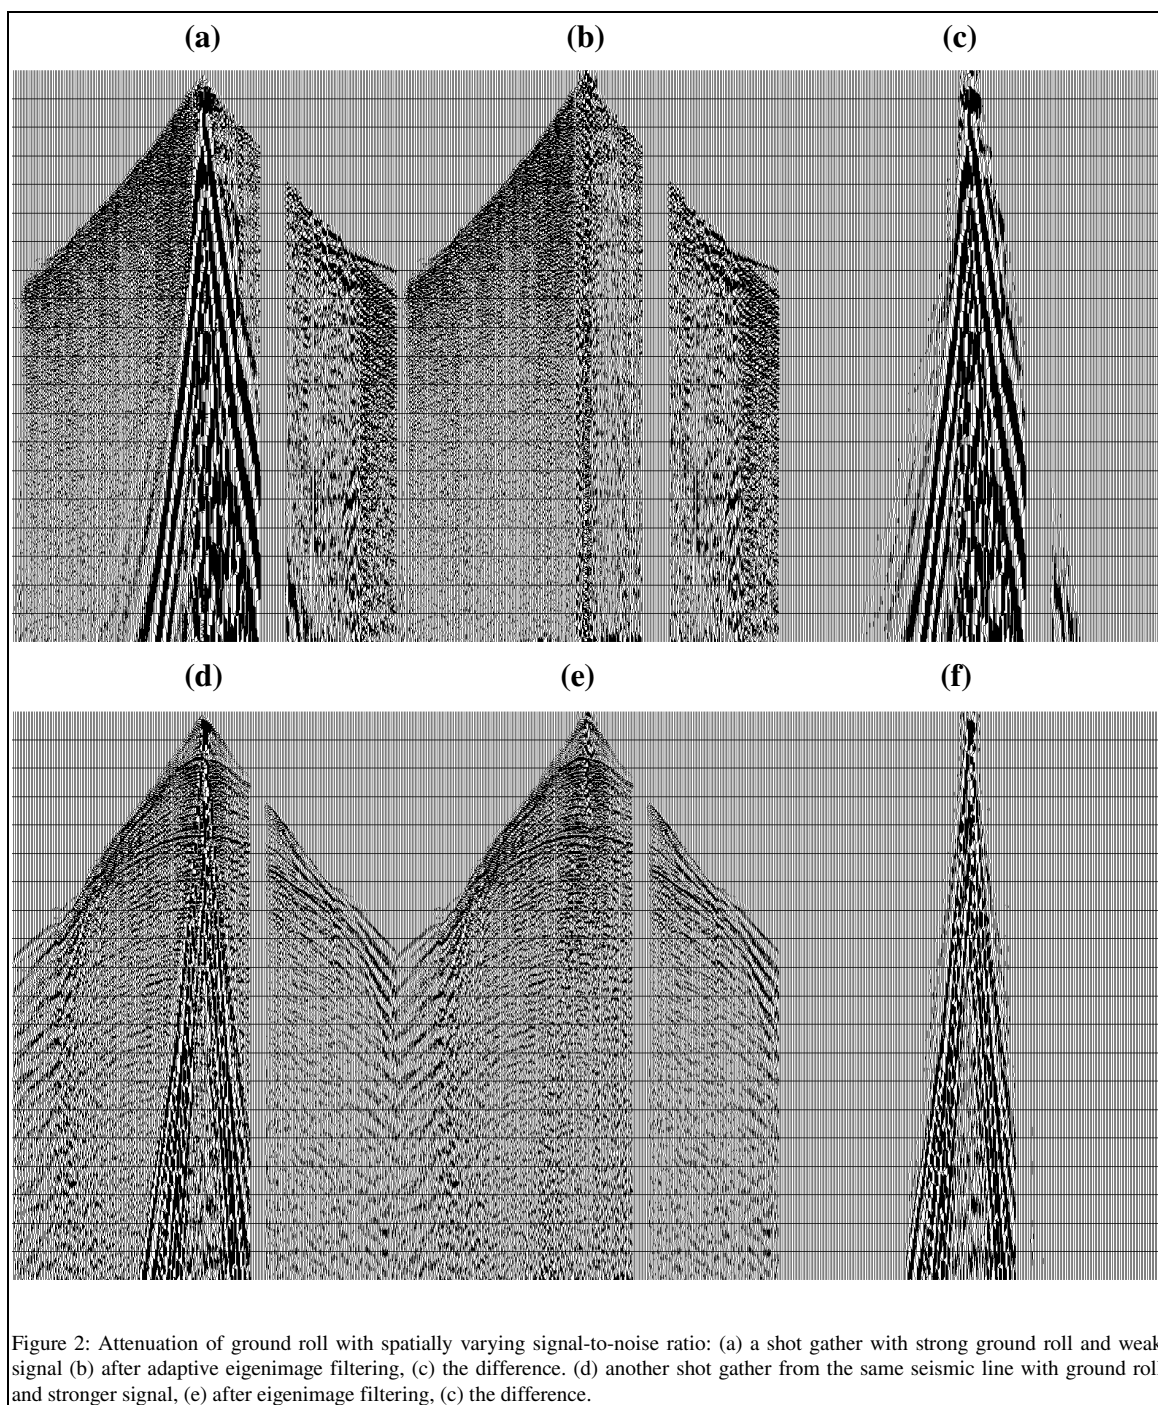 (a) (b) (c)
(d) (e) (f)
Figure 2: Attenuation of ground roll with spatially varying signal-to-noise ratio: (a) a shot gather with strong ground roll and weak
signal (b) after adaptive eigenimage filtering, (c) the difference. (d) another shot gather from the same seismic line with ground roll
and stronger signal, (e) after eigenimage filtering, (c) the difference.